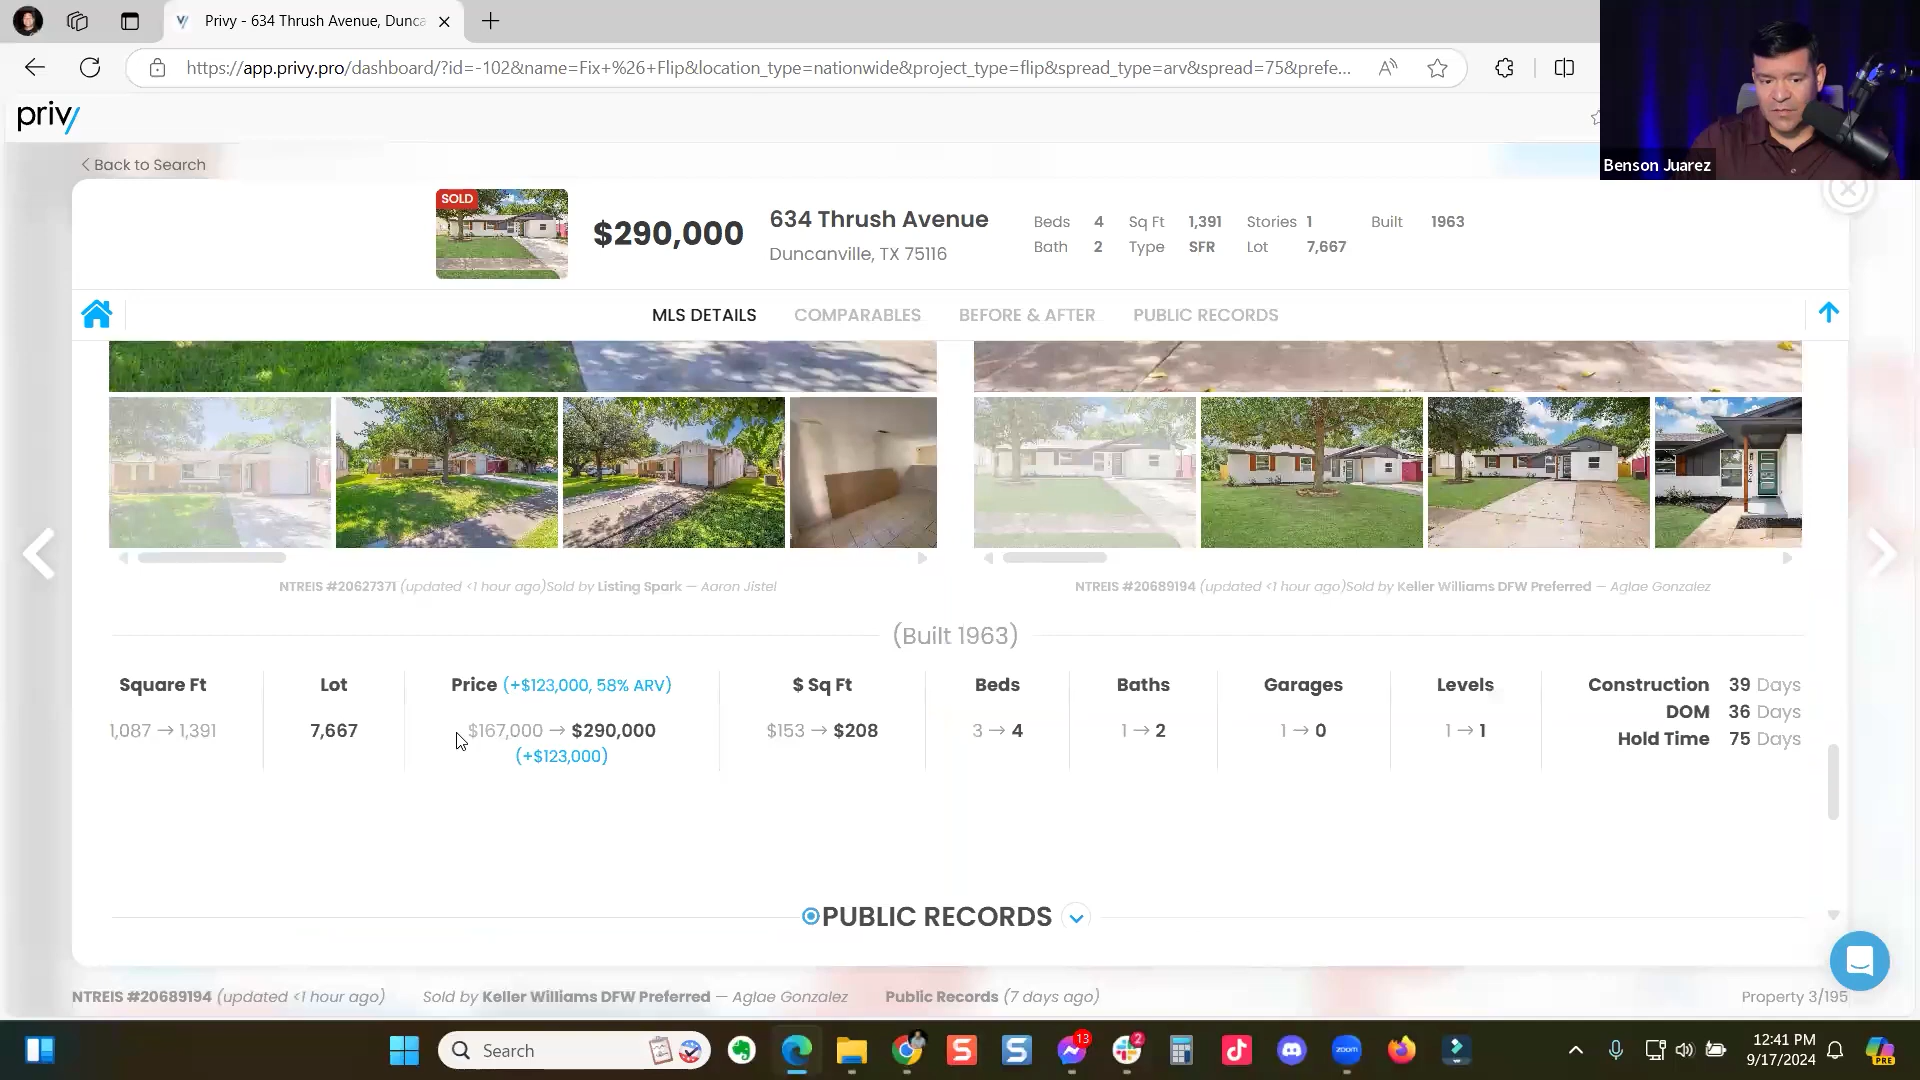 Privy - 634 Thrush Avenue, Dunca
https://app.privy.pro/dashboard/?id=-102&name=Fix+%26+Flip&location_type=nationwide&project_type=flip&spread_type=arv&spread=75&prefe...
Benson Juarez
privy
Back to Search
SOLD
$290,000
634 Thrush Avenue
Duncanville, TX 75116
Beds 4 Sq Ft 1,391 Stories 1 Built 1963
Bath 2 Type SFR Lot 7,667
MLS DETAILS COMPARABLES BEFORE & AFTER PUBLIC RECORDS
NTREIS #20627371 (updated <1 hour ago)Sold by Listing Spark — Aaron Jistel
NTREIS #20689194 (updated <1 hour ago)Sold by Keller Williams DFW Preferred — Aglae Gonzalez
(Built 1963)
Square Ft Lot Price (+$123,000, 58% ARV) $ Sq Ft Beds Baths Garages Levels Construction 39 Days
DOM 36 Days
1,087 → 1,391 7,667 $167,000 → $290,000 $153 → $208 3 → 4 1 → 2 1 → 0 1 → 1 Hold Time 75 Days
(+$123,000)
PUBLIC RECORDS
NTREIS #20689194 (updated <1 hour ago) Sold by Keller Williams DFW Preferred — Aglae Gonzalez Public Records (7 days ago) Property 3/195
Search
13
2
zoom
12:41 PM
9/17/2024
PRE